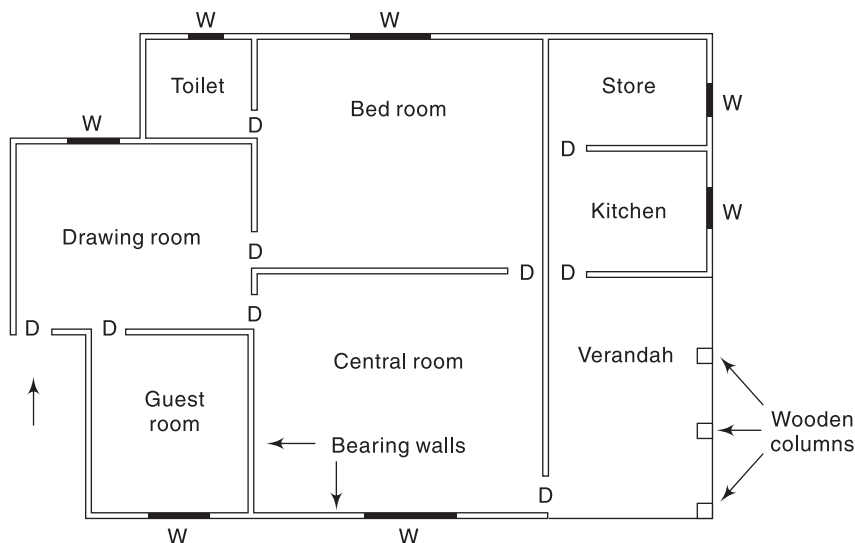 W
W
Toilet
Bed room
Store
W
D
W
D
Kitchen
W
Drawing room
D
D
D
D
D
D
Central room
Verandah
Guest
room
Bearing walls
Wooden
columns
D
W
W